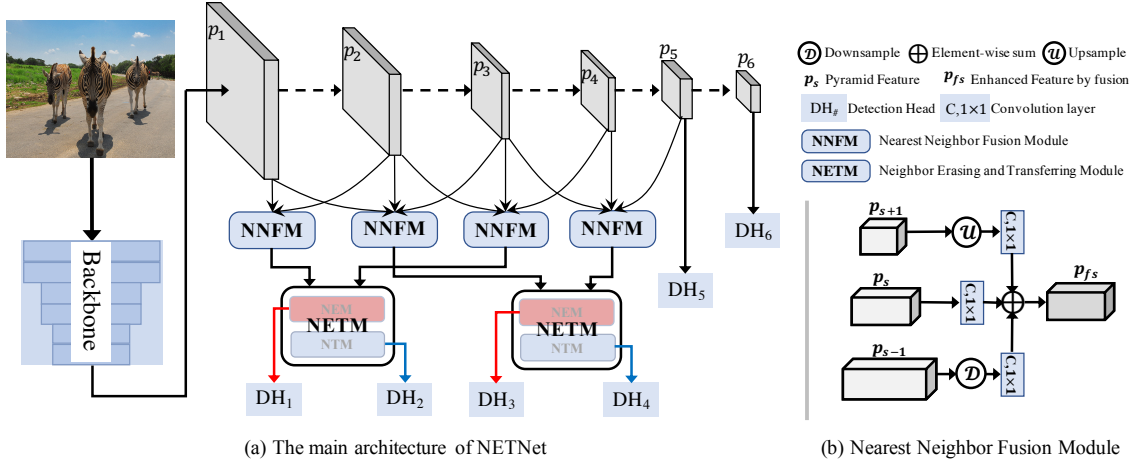 p1
p2
p3
p4
p5
p6
Backbone
NNFM
NNFM
NNFM
NNFM
NEM
NETM
NTM
NEM
NETM
NTM
DH1
DH2
DH3
DH4
DH5
DH6
(a) The main architecture of NETNet
𝒟 Downsample ⊕ Element-wise sum 𝒰 Upsample
ps Pyramid Feature pfs Enhanced Feature by fusion
DH# Detection Head C,1×1 Convolution layer
NNFM Nearest Neighbor Fusion Module
NETM Neighbor Erasing and Transferring Module
ps+1
𝒰
C,1×1
ps
C,1×1
pfs
ps−1
𝒟
C,1×1
(b) Nearest Neighbor Fusion Module